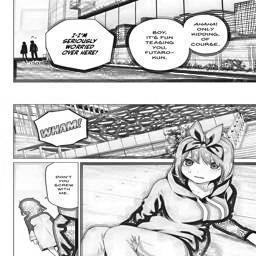 AHAHA!
ONLY
KIDDING,
OF
COURSE.
BOY,
IT'S FUN
TEASING
YOU,
FUTARO-
KUN.
I-I'M
SERIOUSLY
WORRIED
OVER HERE!
WHAM!
DON'T
YOU
SCREW
WITH
ME.